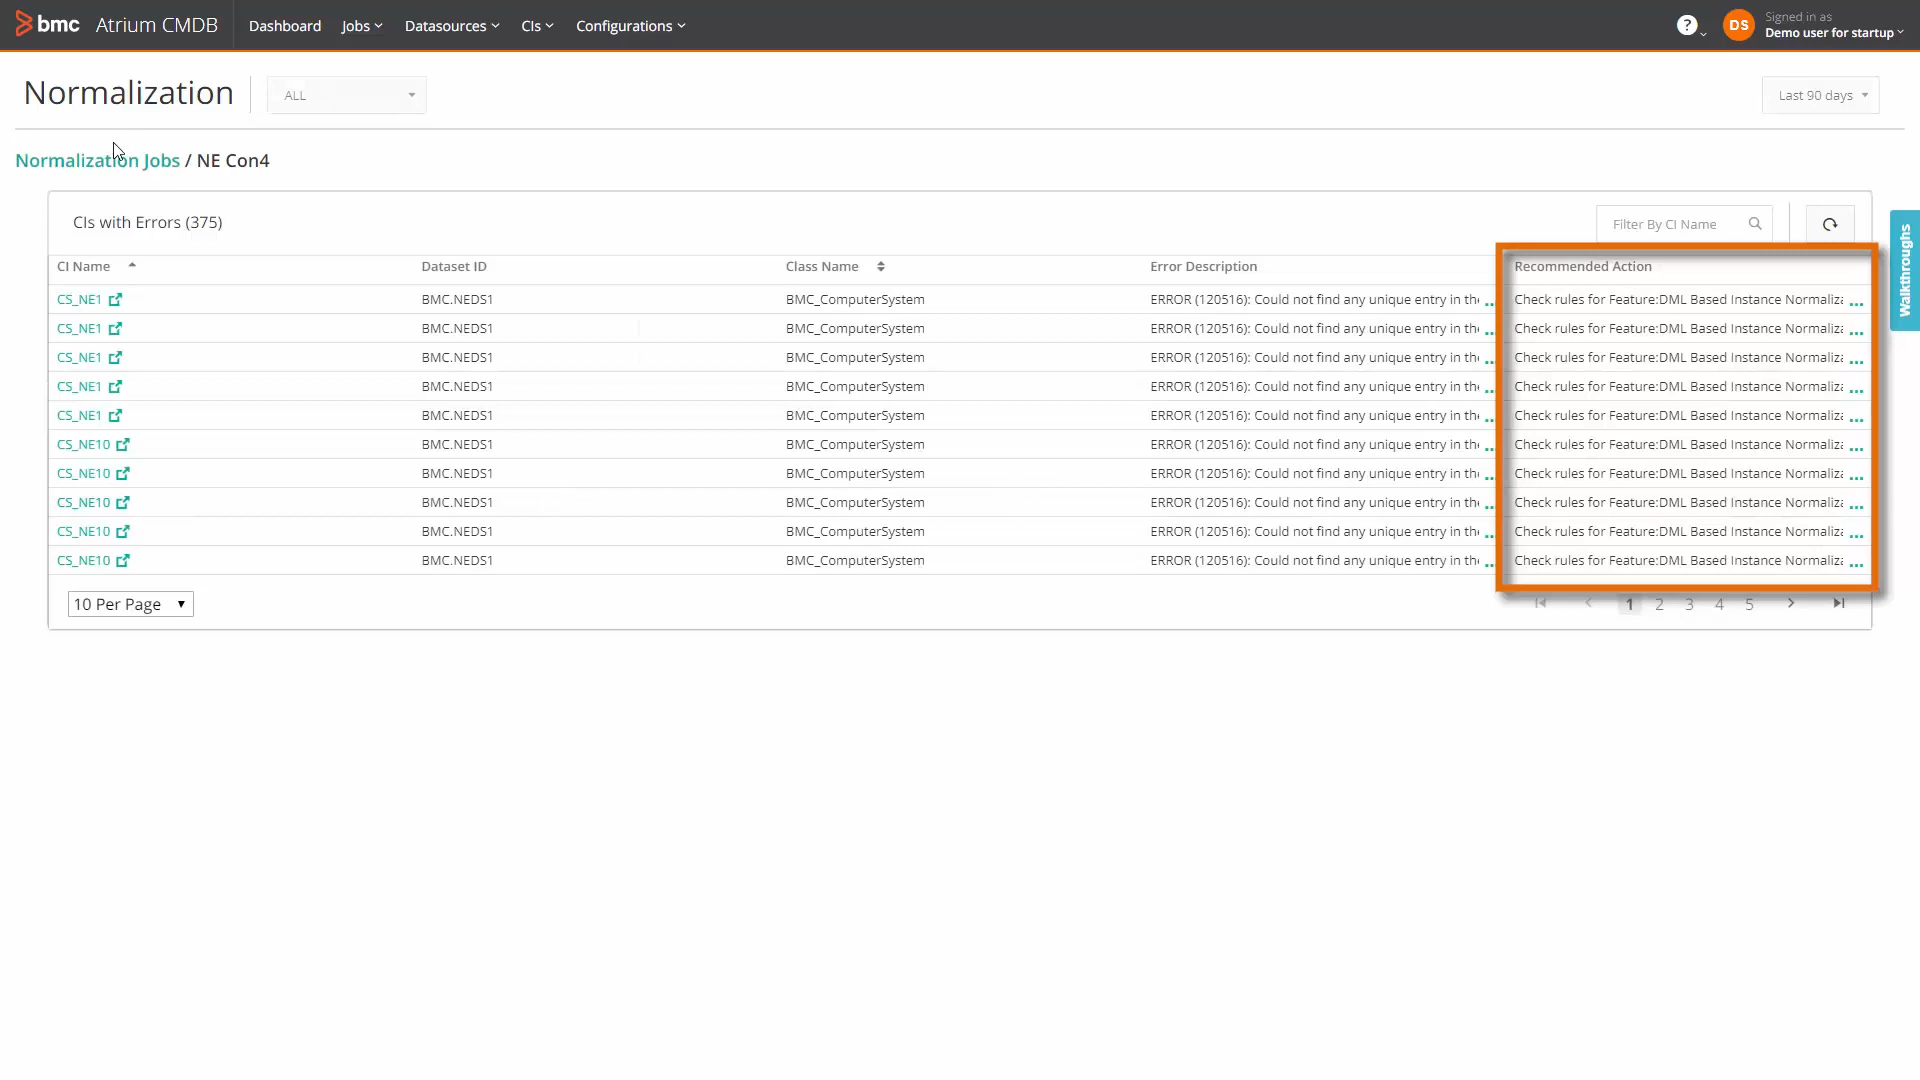 bmc Atrium CMDB Dashboard Jobs Datasources CIs Configurations ? DS Signed in as
Demo user for startup
Normalization ALL Last 90 days
Normalization Jobs / NE Con4
CIs with Errors (375) Filter By CI Name
Walkthroughs
CI Name Dataset ID Class Name Error Description Recommended Action
CS_NE1 BMC.NEDS1 BMC_ComputerSystem ERROR (120516): Could not find any unique entry in the ... Check rules for Feature:DML Based Instance Normaliz ...
CS_NE1 BMC.NEDS1 BMC_ComputerSystem ERROR (120516): Could not find any unique entry in the ... Check rules for Feature:DML Based Instance Normaliz ...
CS_NE1 BMC.NEDS1 BMC_ComputerSystem ERROR (120516): Could not find any unique entry in the ... Check rules for Feature:DML Based Instance Normaliz ...
CS_NE1 BMC.NEDS1 BMC_ComputerSystem ERROR (120516): Could not find any unique entry in the ... Check rules for Feature:DML Based Instance Normaliz ...
CS_NE1 BMC.NEDS1 BMC_ComputerSystem ERROR (120516): Could not find any unique entry in the ... Check rules for Feature:DML Based Instance Normaliz ...
CS_NE10 BMC.NEDS1 BMC_ComputerSystem ERROR (120516): Could not find any unique entry in the ... Check rules for Feature:DML Based Instance Normaliz ...
CS_NE10 BMC.NEDS1 BMC_ComputerSystem ERROR (120516): Could not find any unique entry in the ... Check rules for Feature:DML Based Instance Normaliz ...
CS_NE10 BMC.NEDS1 BMC_ComputerSystem ERROR (120516): Could not find any unique entry in the ... Check rules for Feature:DML Based Instance Normaliz ...
CS_NE10 BMC.NEDS1 BMC_ComputerSystem ERROR (120516): Could not find any unique entry in the ... Check rules for Feature:DML Based Instance Normaliz ...
CS_NE10 BMC.NEDS1 BMC_ComputerSystem ERROR (120516): Could not find any unique entry in the ... Check rules for Feature:DML Based Instance Normaliz ...
10 Per Page 1 2 3 4 5